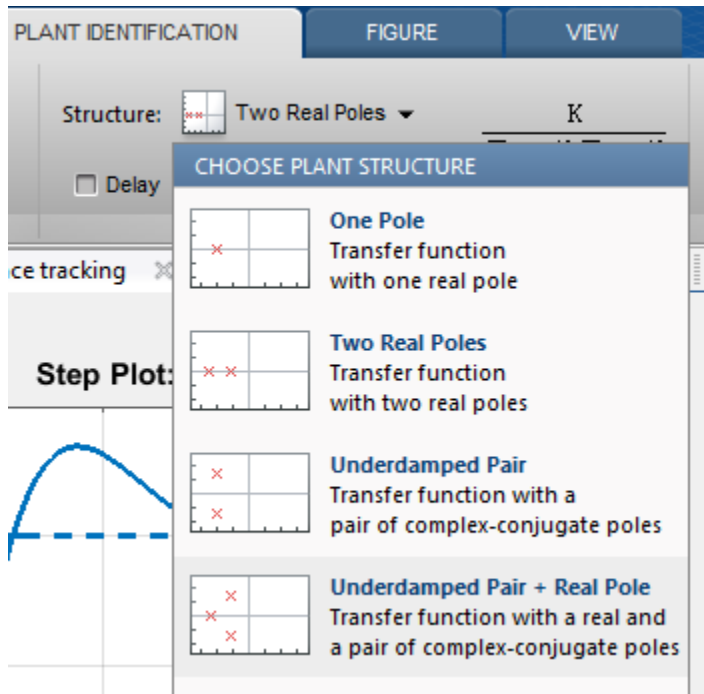 PLANT IDENTIFICATION FIGURE VIEW
Structure: Two Real Poles K
Delay
CHOOSE PLANT STRUCTURE
One Pole
Transfer function
with one real pole
ce tracking
Two Real Poles
Transfer function
with two real poles
Step Plot:
Underdamped Pair
Transfer function with a
pair of complex-conjugate poles
Underdamped Pair + Real Pole
Transfer function with a real and
a pair of complex-conjugate poles